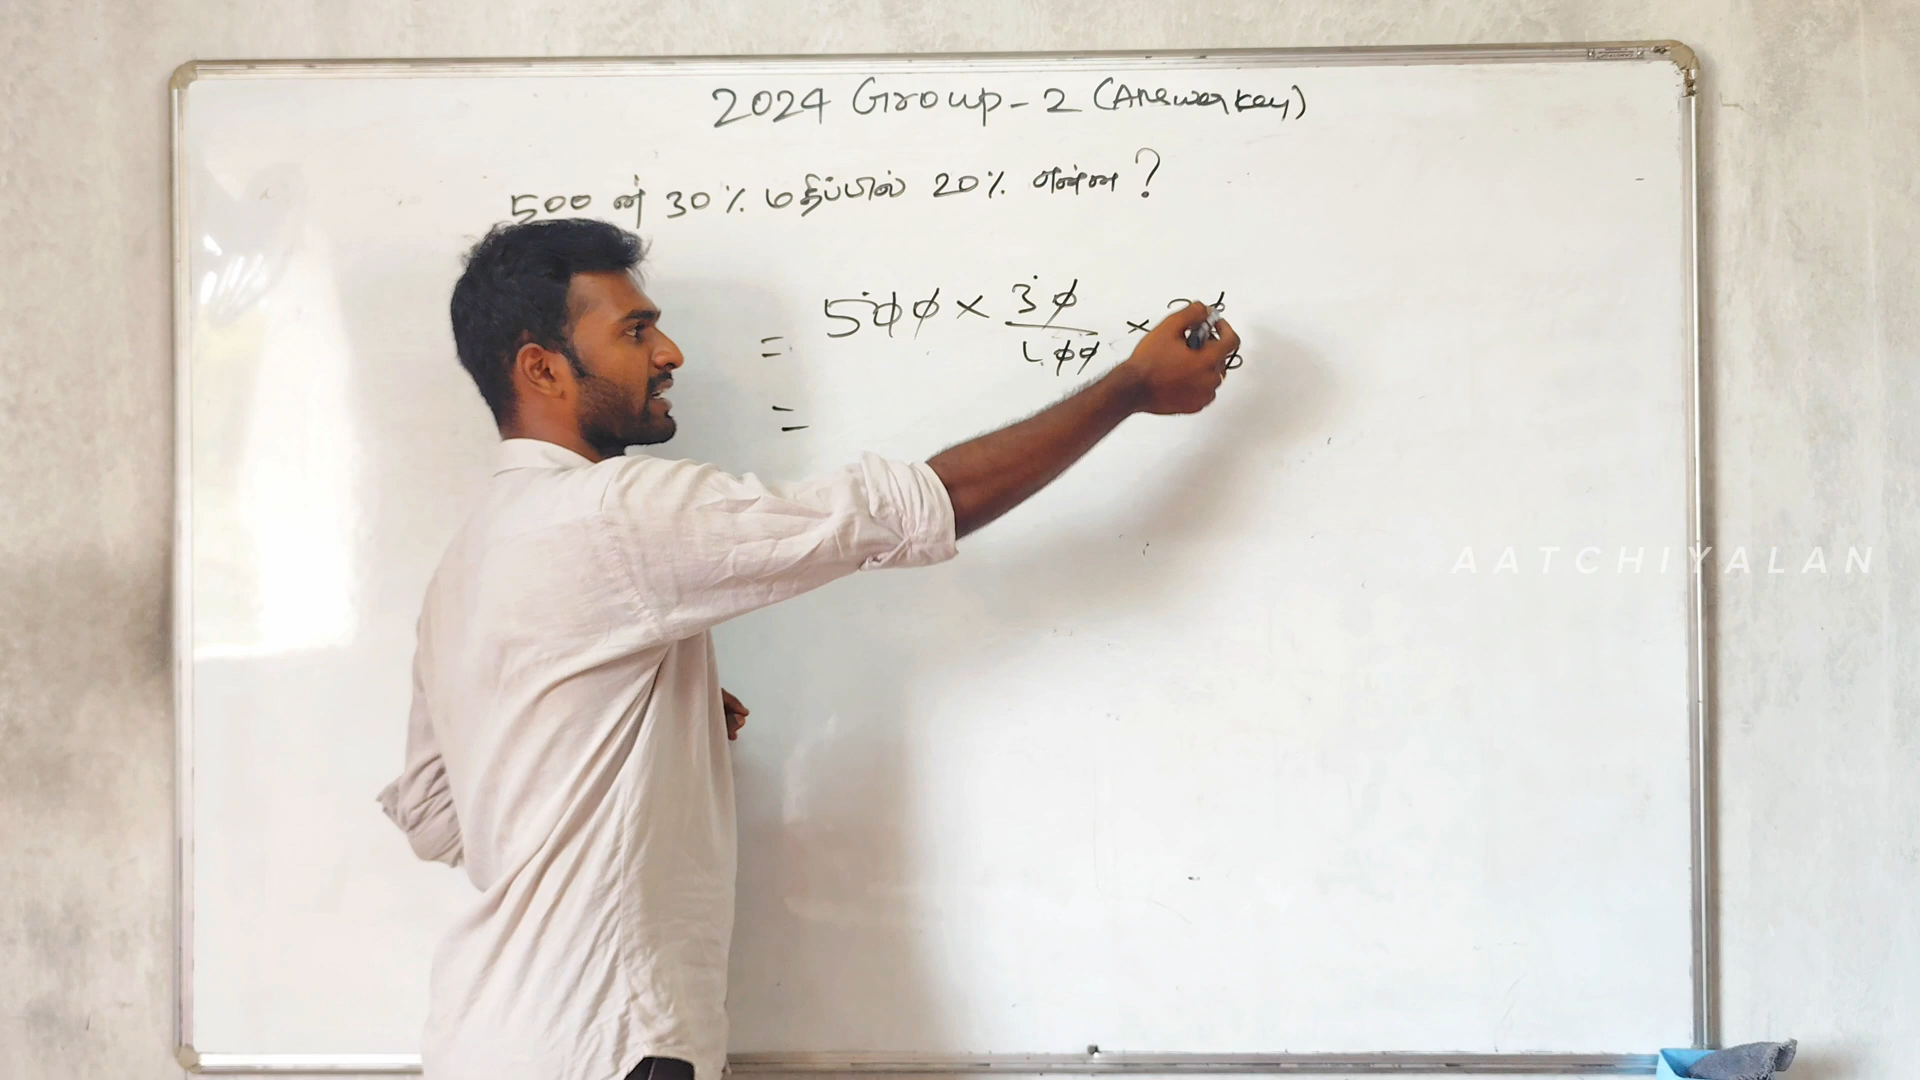 2024 Group-2 (Answer key)
500 ன் 30% மதிப்பில் 20% என்ன?
= 500 × 30/100 ×
=
AATCHIYALAN